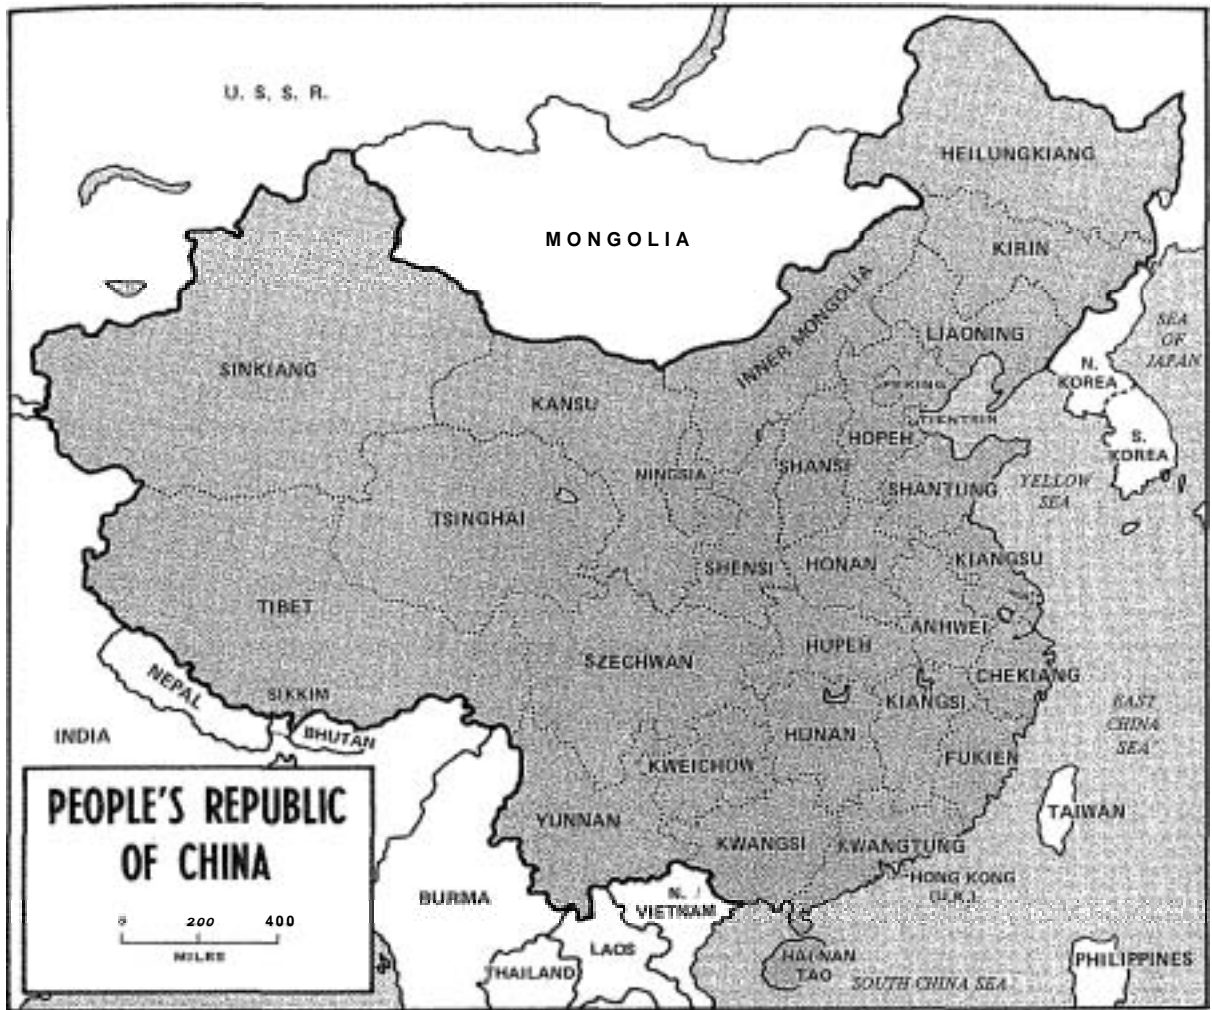 U. S. S. R.
HEILUNGKIANG
MONGOLIA
KIRIN
INNER MONGOLIA
LIAONING
SEA
OF
JAPAN
SINKIANG
N.
KOREA
PEKING
KANSU
TIENTSIN
HOPEH
S.
KOREA
SHANSI
NINGSIA
SHANTUNG
YELLOW
SEA
TSINGHAI
SHENSI
HONAN
KIANGSU
TIBET
ANHWEI
HUPEH
SZECHWAN
CHEKIANG
NEPAL
SIKKIM
KIANGSI
EAST
CHINA
SEA
INDIA
BHUTAN
HUNAN
FUKIEN
KWEICHOW
PEOPLE'S REPUBLIC
OF CHINA
YUNNAN
TAIWAN
KWANGSI
KWANGTUNG
HONG KONG
(U.K.)
BURMA
N.
VIETNAM
0 200 400
MILES
LAOS
THAILAND
HAI-NAN
TAO
PHILIPPINES
SOUTH CHINA SEA